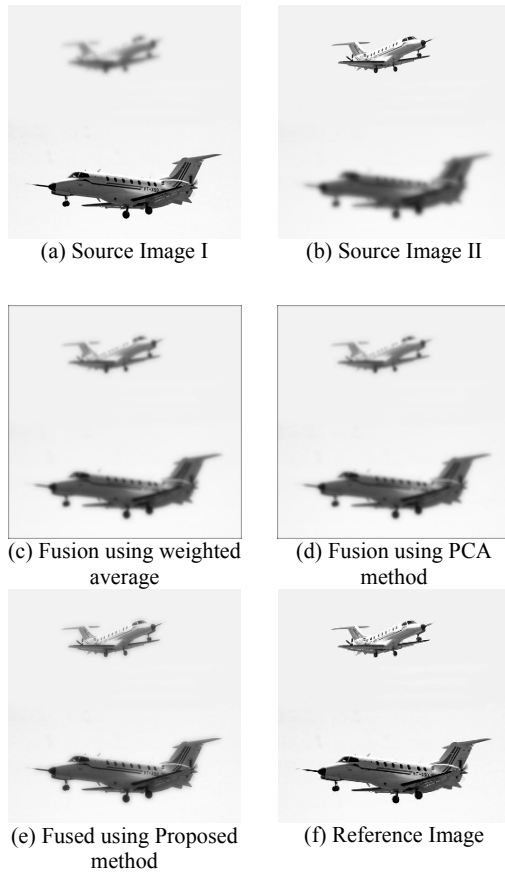 (a) Source Image I
(b) Source Image II
(c) Fusion using weighted
average
(d) Fusion using PCA
method
(e) Fused using Proposed
method
(f) Reference Image